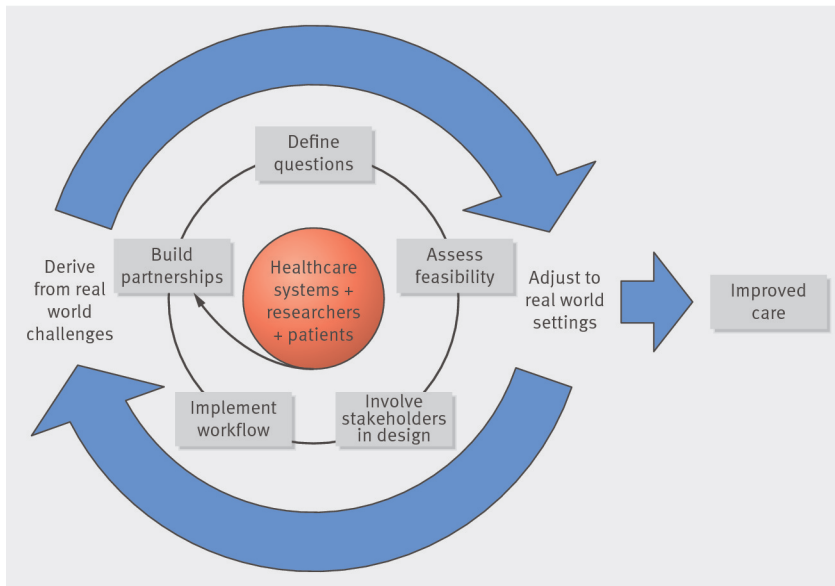 Define
questions
Build
partnerships
Assess
feasibility
Healthcare
systems +
researchers
+ patients
Derive
from real
world
challenges
Adjust to
real world
settings
Improved
care
Implement
workflow
Involve
stakeholders
in design